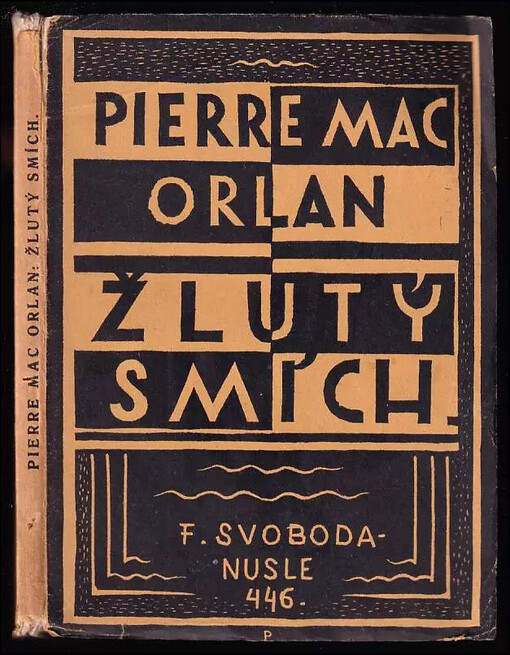 PIERRE MAC ORLAN: ŽLUTÝ SMÍCH.
PIERRE MAC
ORLAN
ŽLUTÝ
SMÍCH.
F. SVOBODA-
NUSLE
446.
P